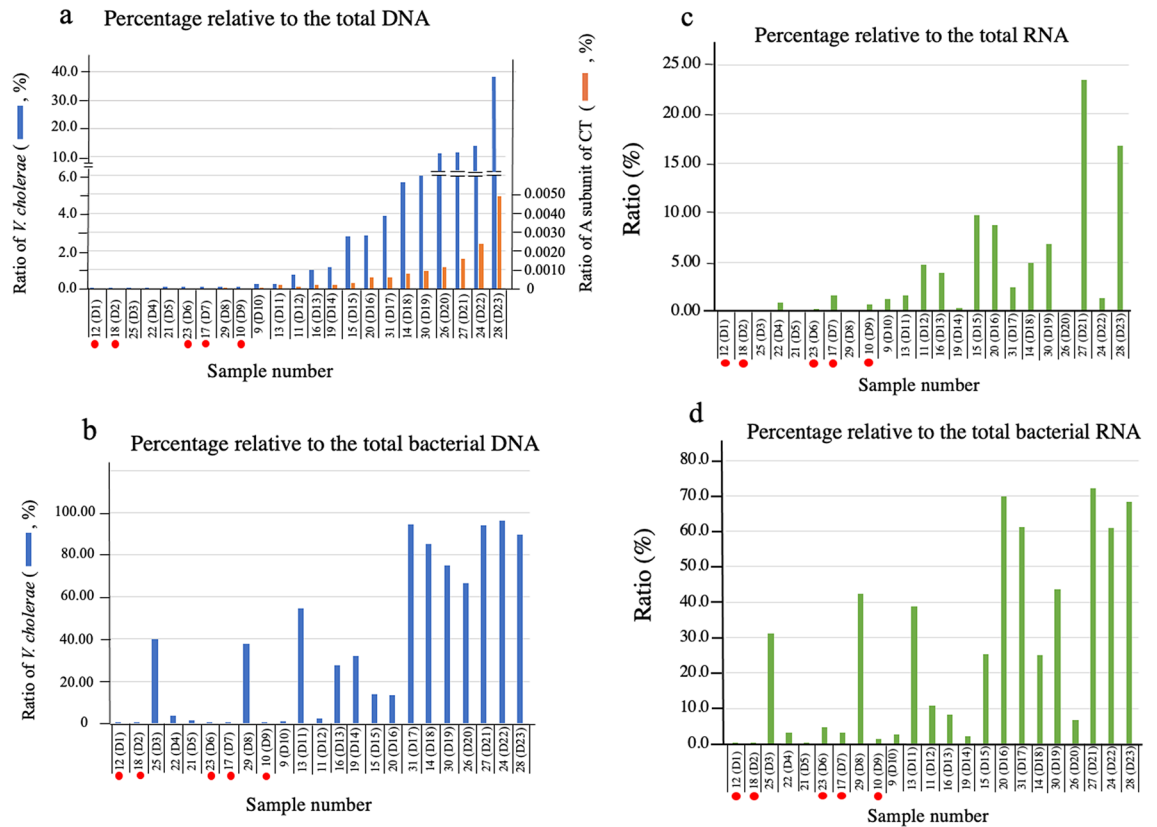 a
Percentage relative to the total DNA
Ratio of V. cholerae ( , %)
40.0
30.0
20.0
10.0
6.0
4.0
2.0
0.0
Ratio of A subunit of CT ( , %)
0.0050
0.0040
0.0030
0.0020
0.0010
0
12 (D1)
18 (D2)
25 (D3)
22 (D4)
21 (D5)
23 (D6)
17 (D7)
29 (D8)
10 (D9)
9 (D10)
13 (D11)
11 (D12)
16 (D13)
19 (D14)
15 (D15)
20 (D16)
31 (D17)
14 (D18)
30 (D19)
26 (D20)
27 (D21)
24 (D22)
28 (D23)
Sample number
b
Percentage relative to the total bacterial DNA
Ratio of V. cholerae ( , %)
100.00
80.00
60.00
40.00
20.00
0
12 (D1)
18 (D2)
25 (D3)
22 (D4)
21 (D5)
23 (D6)
17 (D7)
29 (D8)
10 (D9)
9 (D10)
13 (D11)
11 (D12)
16 (D13)
19 (D14)
15 (D15)
20 (D16)
31 (D17)
14 (D18)
30 (D19)
26 (D20)
27 (D21)
24 (D22)
28 (D23)
Sample number
c
Percentage relative to the total RNA
Ratio (%)
25.00
20.00
15.00
10.00
5.00
0.00
12 (D1)
18 (D2)
25 (D3)
22 (D4)
21 (D5)
23 (D6)
17 (D7)
29 (D8)
10 (D9)
9 (D10)
13 (D11)
11 (D12)
16 (D13)
19 (D14)
15 (D15)
20 (D16)
31 (D17)
14 (D18)
30 (D19)
26 (D20)
27 (D21)
24 (D22)
28 (D23)
Sample number
d
Percentage relative to the total bacterial RNA
Ratio (%)
80.0
70.0
60.0
50.0
40.0
30.0
20.0
10.0
0.0
12 (D1)
18 (D2)
25 (D3)
22 (D4)
21 (D5)
23 (D6)
17 (D7)
29 (D8)
10 (D9)
9 (D10)
13 (D11)
11 (D12)
16 (D13)
19 (D14)
15 (D15)
20 (D16)
31 (D17)
14 (D18)
30 (D19)
26 (D20)
27 (D21)
24 (D22)
28 (D23)
Sample number